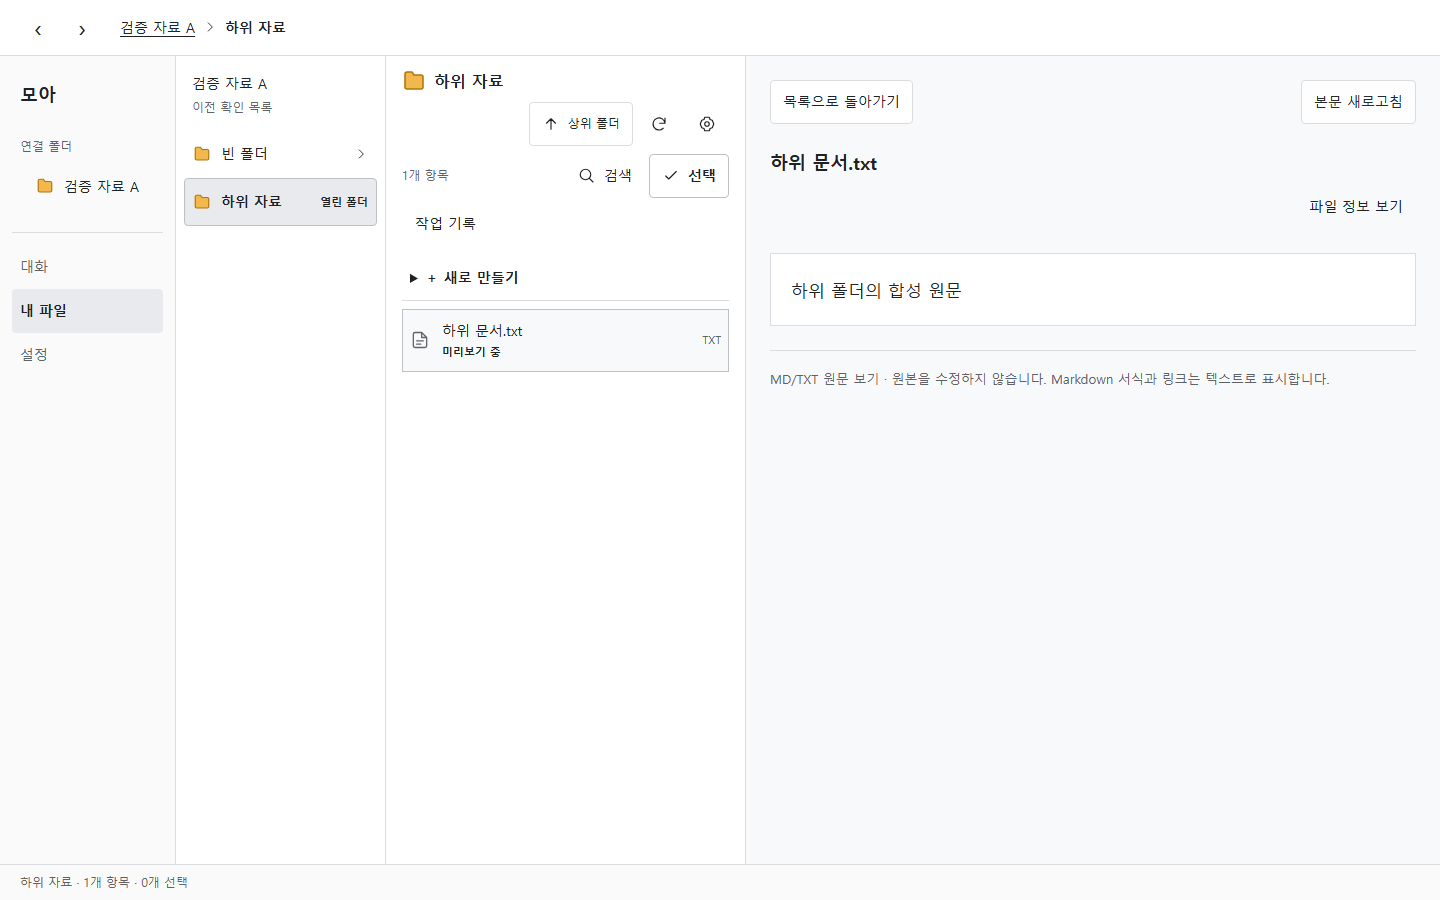 검증 자료 A > 하위 자료
모아
연결 폴더
검증 자료 A
대화
내 파일
설정
검증 자료 A
이전 확인 목록
빈 폴더
하위 자료 열린 폴더
하위 자료
상위 폴더
1개 항목 검색 선택
작업 기록
+ 새로 만들기
하위 문서.txt
미리보기 중
TXT
목록으로 돌아가기 본문 새로고침
하위 문서.txt
파일 정보 보기
하위 폴더의 합성 원문
MD/TXT 원문 보기 · 원본을 수정하지 않습니다. Markdown 서식과 링크는 텍스트로 표시합니다.
하위 자료 · 1개 항목 · 0개 선택